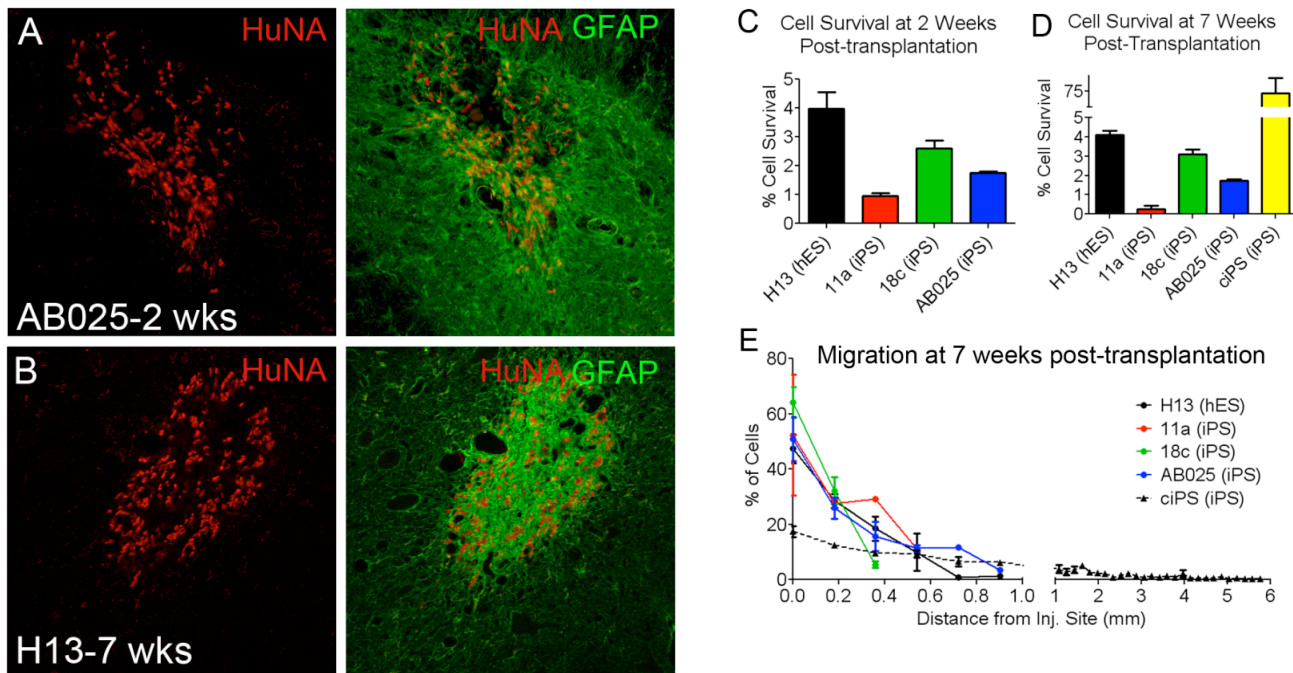 A
HuNA
HuNA GFAP
AB025-2 wks
B
HuNA
HuNA/GFAP
H13-7 wks
C
Cell Survival at 2 Weeks
Post-transplantation
% Cell Survival
5
4
3
2
1
0
H13 (hES)
11a (iPS)
18c (iPS)
AB025 (iPS)
D
Cell Survival at 7 Weeks
Post-Transplantation
% Cell Survival
75
5
4
3
2
1
0
H13 (hES)
11a (iPS)
18c (iPS)
AB025 (iPS)
ciPS (iPS)
E
Migration at 7 weeks post-transplantation
% of Cells
80
60
40
20
0
H13 (hES)
11a (iPS)
18c (iPS)
AB025 (iPS)
ciPS (iPS)
0.0 0.2 0.4 0.6 0.8 1.0 1 2 3 4 5 6
Distance from Inj. Site (mm)